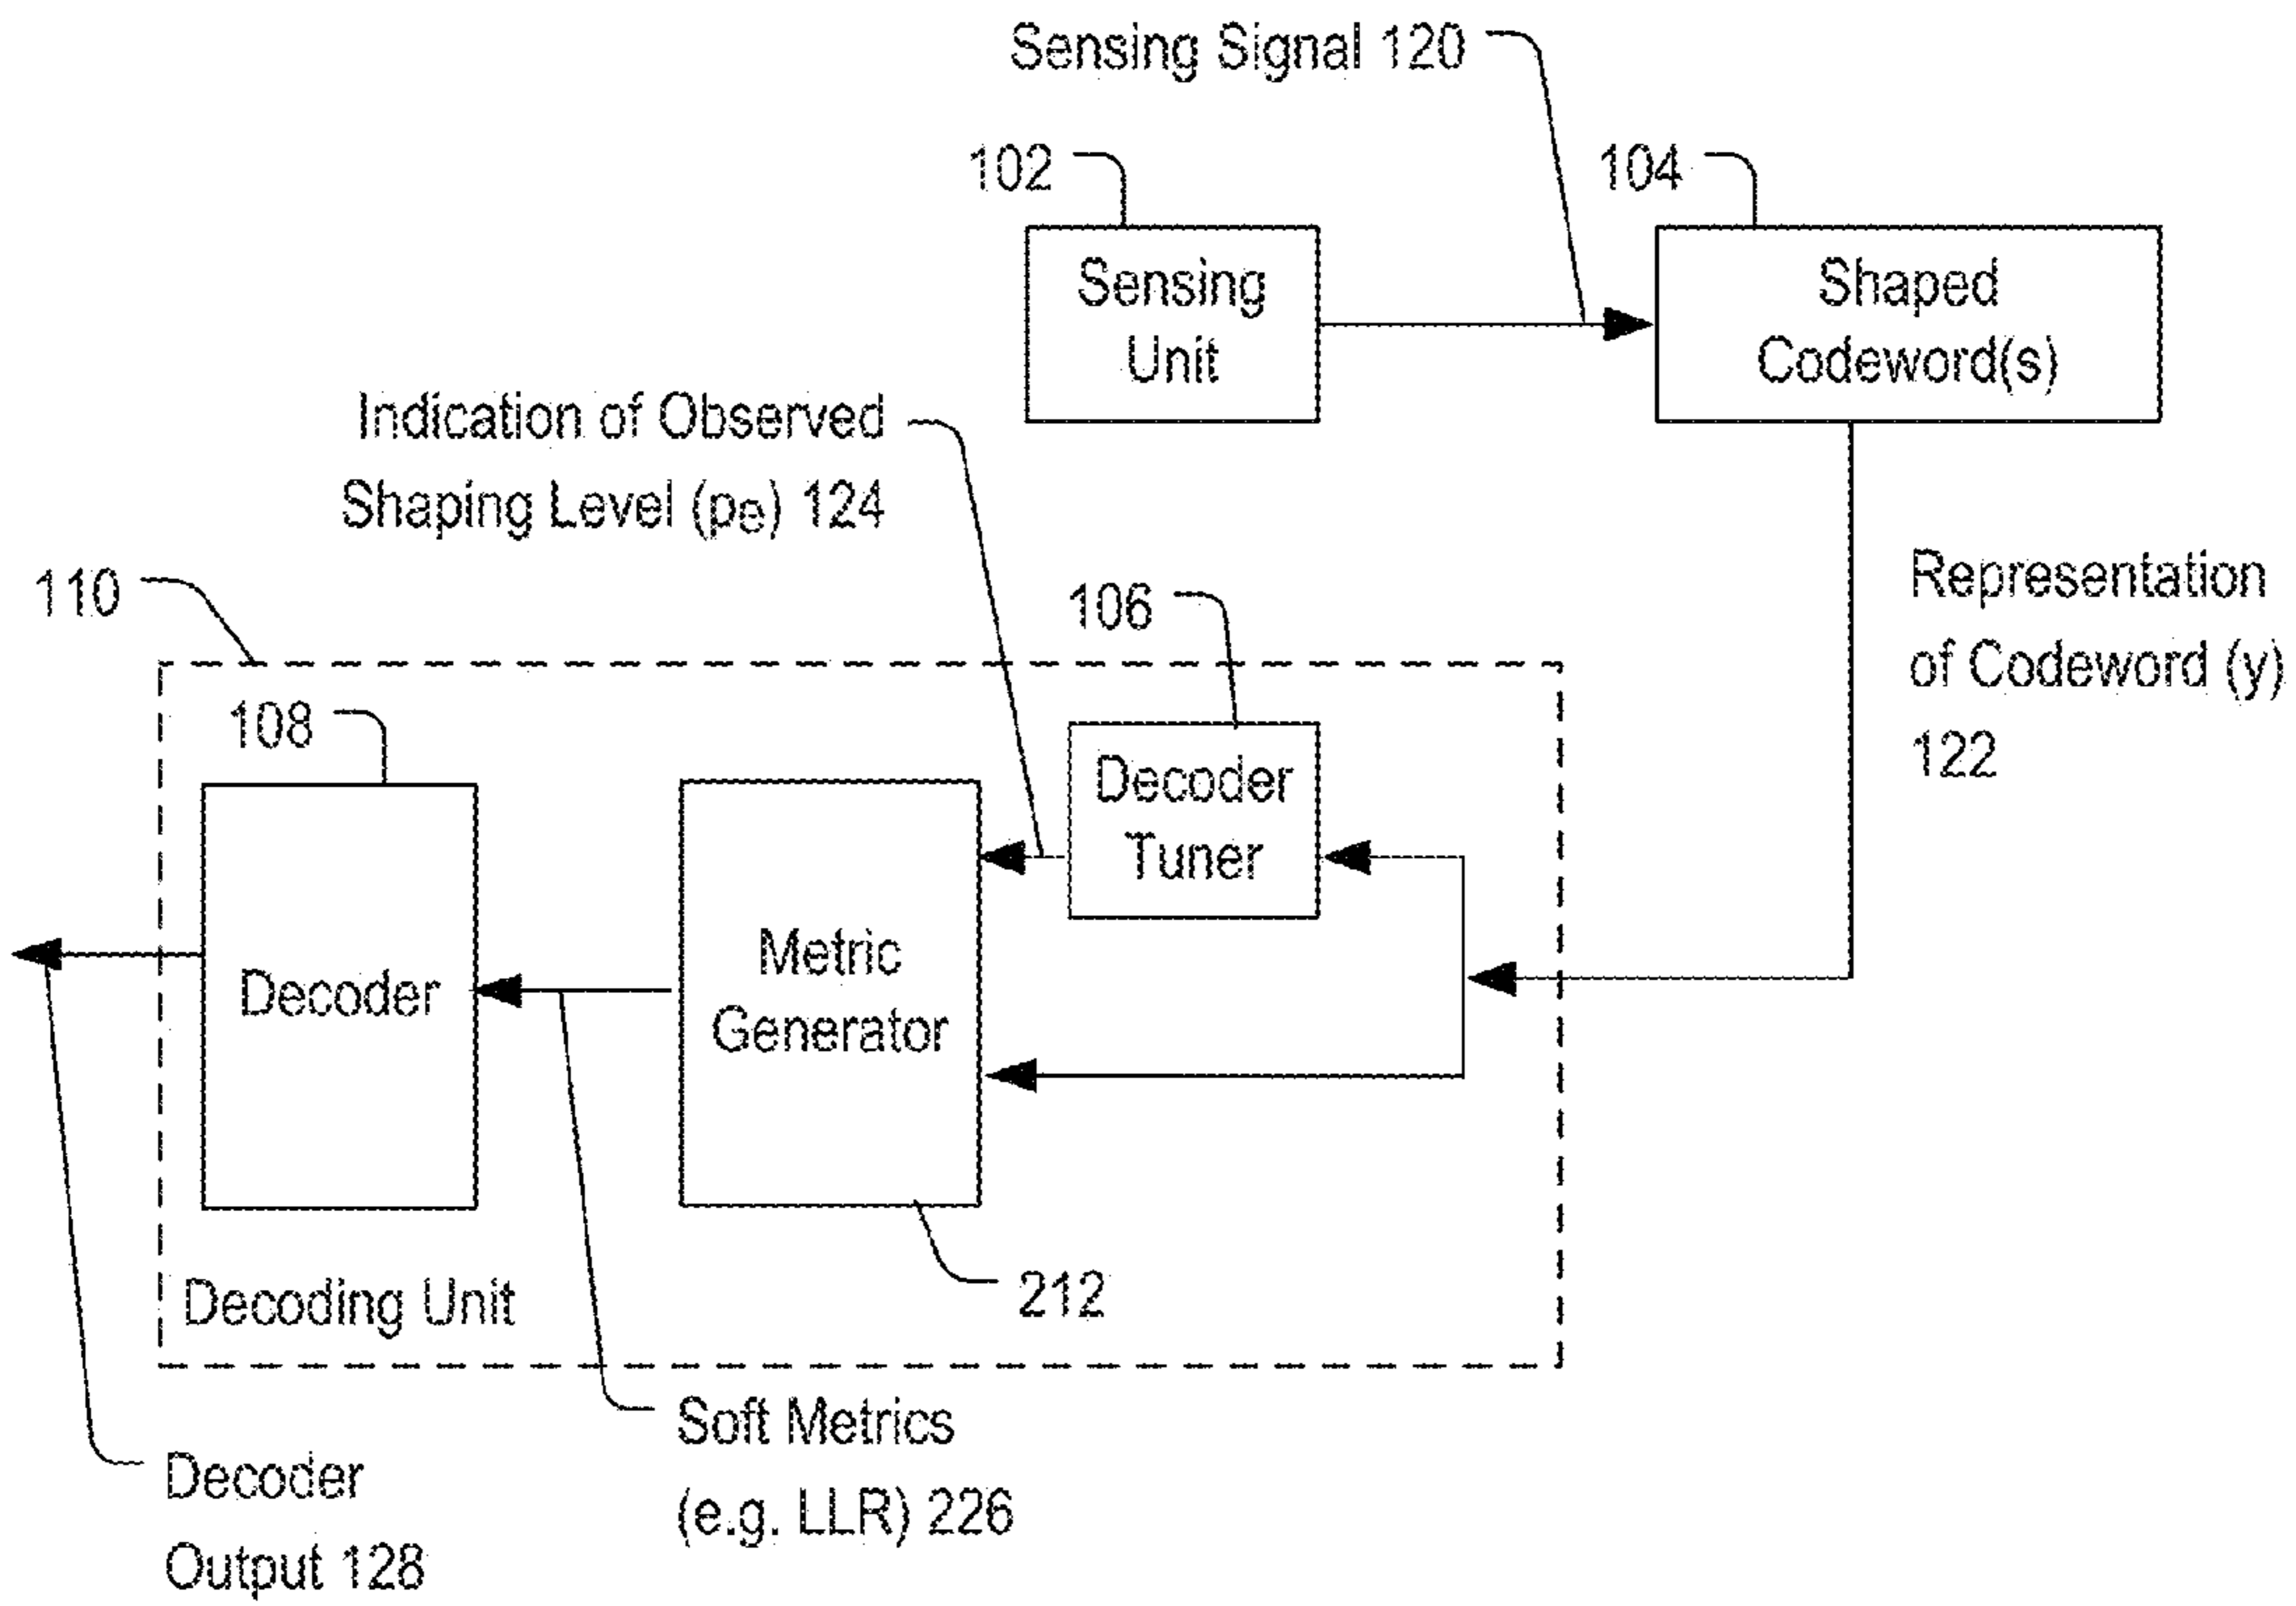 Sensing Signal 120
102
104
Sensing
Unit
Shaped
Codeword(s)
Indication of Observed
Shaping Level (pe) 124
Representation
of Codeword (y)
122
110
106
108
Decoder
Tuner
Metric
Generator
Decoder
212
Decoding Unit
Soft Metrics
(e.g. LLR) 226
Decoder
Output 128